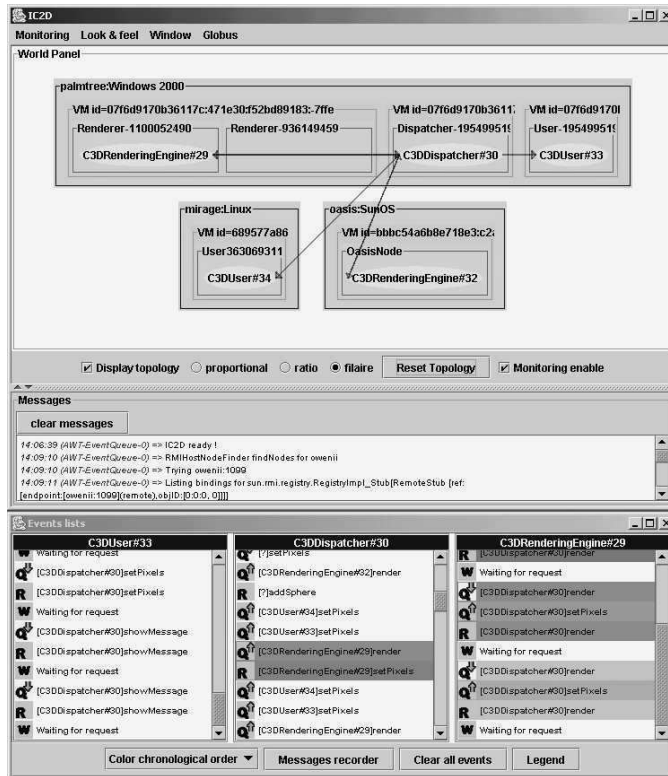 IC2D
Monitoring Look & feel Window Globus
World Panel
palmtree:Windows 2000
VM id=07f6d9170b36117c:471e30:f52bd89183:-7ffe
VM id=07f6d9170b3611
VM id=07f6d9170
Renderer-1100052490
Renderer-936149459
Dispatcher-195499519
User-195499519
C3DRenderingEngine#29
C3DDispatcher#30
C3DUser#33
mirage:Linux
oasis:SunOS
VM id=689577a86
VM id=bbbc54a6b8e718e3:c2
User363069311
OasisNode
C3DUser#34
C3DRenderingEngine#32
Display topology proportional ratio filaire Reset Topology Monitoring enable
Messages
clear messages
14:06:39 (AWT-EventQueue-0) => IC2D ready !
14:09:10 (AWT-EventQueue-0) => RMIHostNodeFinder findNodes for owenii
14:09:10 (AWT-EventQueue-0) => Trying owenii:1099
14:09:11 (AWT-EventQueue-0) => Listing bindings for sun.rmi.registry.RegistryImpl_Stub[RemoteStub [ref:
[endpoint:[owenii:1099](remote),objID:[0:0:0, 0]]]]
Events lists
C3DUser#33
W Waiting for request
Q [C3DDispatcher#30]setPixels
R [C3DDispatcher#30]setPixels
W Waiting for request
Q [C3DDispatcher#30]showMessage
R [C3DDispatcher#30]showMessage
W Waiting for request
Q [C3DDispatcher#30]showMessage
R [C3DDispatcher#30]showMessage
W Waiting for request
C3DDispatcher#30
[?]setPixels
Q [C3DRenderingEngine#32]render
R [?]addSphere
Q [C3DUser#34]setPixels
Q [C3DUser#33]setPixels
Q [C3DRenderingEngine#29]render
R [C3DRenderingEngine#29]setPixels
Q [C3DUser#34]setPixels
Q [C3DUser#33]setPixels
Q [C3DRenderingEngine#29]render
C3DRenderingEngine#29
R [C3DDispatcher#30]render
W Waiting for request
Q [C3DDispatcher#30]render
Q [C3DDispatcher#30]setPixels
R [C3DDispatcher#30]render
W Waiting for request
Q [C3DDispatcher#30]render
Q [C3DDispatcher#30]setPixels
R [C3DDispatcher#30]render
W Waiting for request
Color chronological order Messages recorder Clear all events Legend